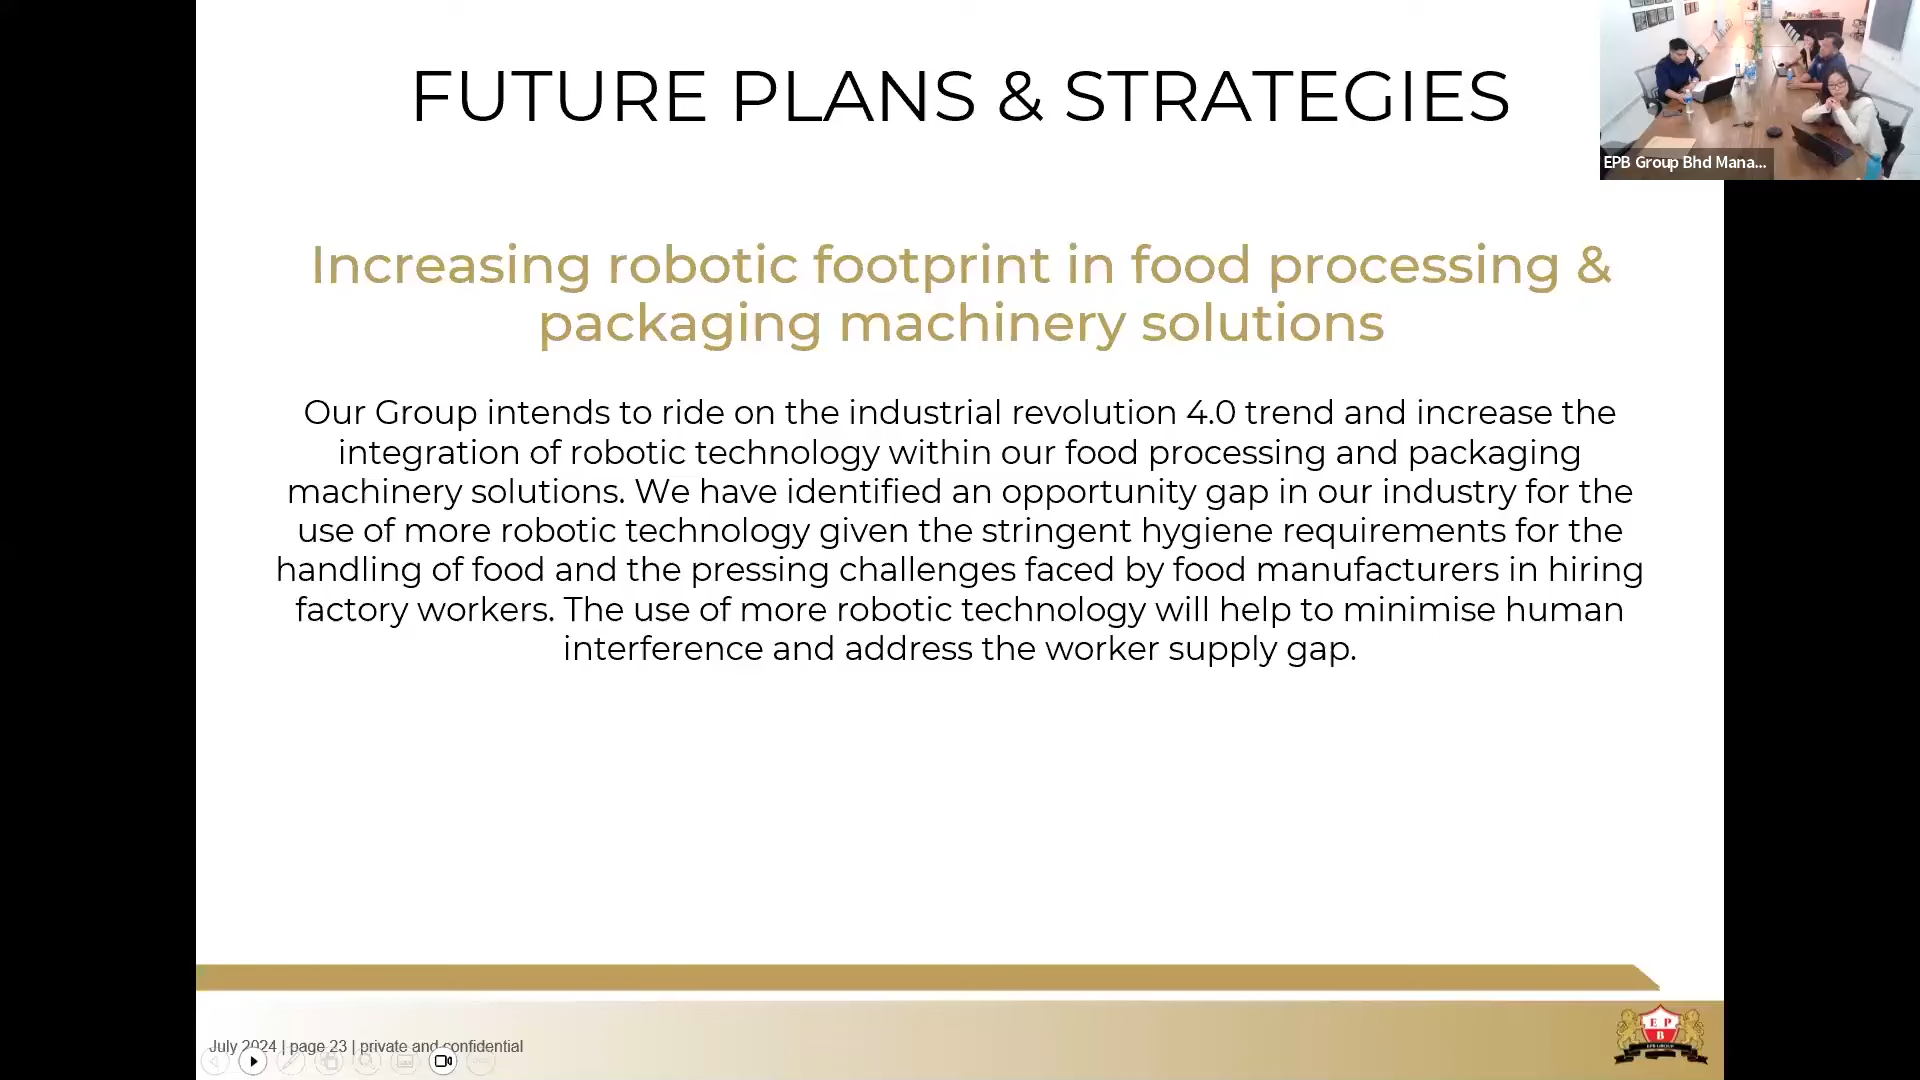 FUTURE PLANS & STRATEGIES
EPB Group Bhd Mana...
Increasing robotic footprint in food processing &
packaging machinery solutions
Our Group intends to ride on the industrial revolution 4.0 trend and increase the
integration of robotic technology within our food processing and packaging
machinery solutions. We have identified an opportunity gap in our industry for the
use of more robotic technology given the stringent hygiene requirements for the
handling of food and the pressing challenges faced by food manufacturers in hiring
factory workers. The use of more robotic technology will help to minimise human
interference and address the worker supply gap.
July 2024 | page 23 | private and confidential
E P
B
EPB GROUP